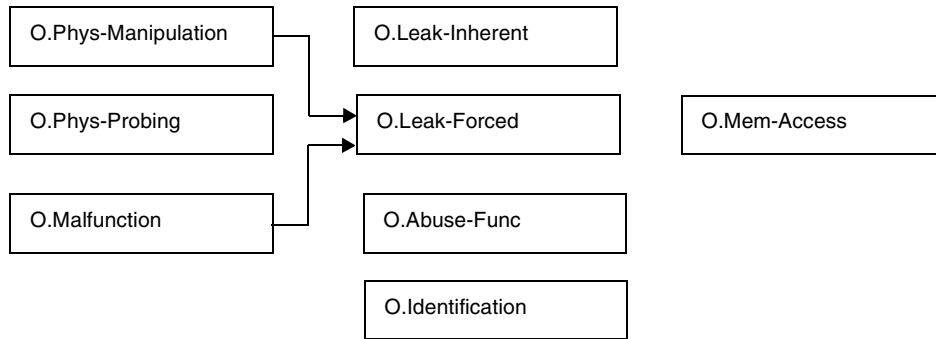 O.Phys-Manipulation
O.Leak-Inherent
O.Phys-Probing
O.Leak-Forced
O.Mem-Access
O.Malfunction
O.Abuse-Func
O.Identification